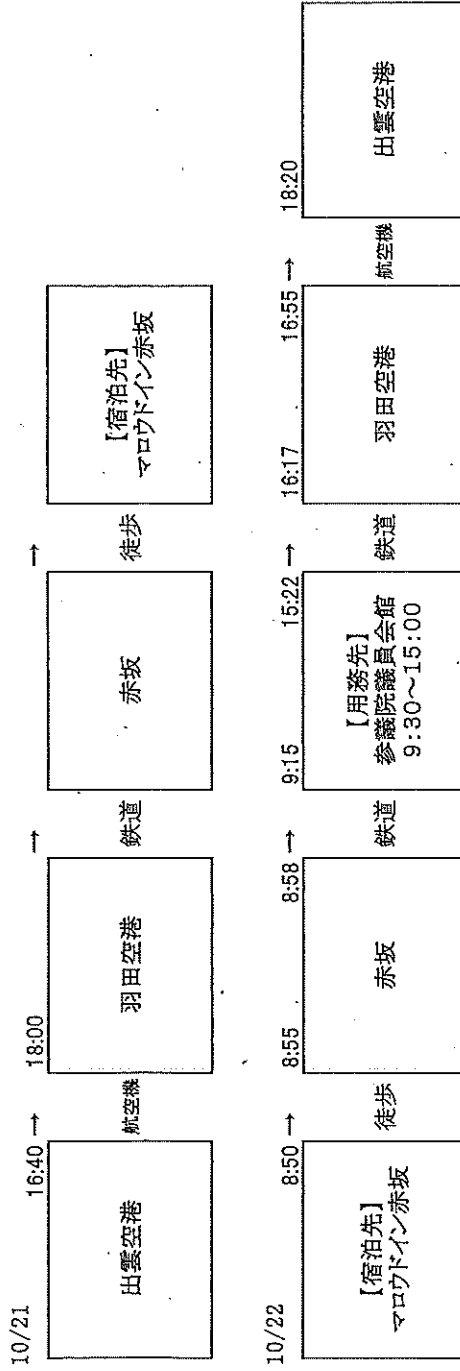 10/21
16:40 →
出雲空港
航空機
18:00
→
羽田空港
鉄道
→
赤坂
徒歩
【宿泊先】
マロウドイン赤坂
10/22
8:50 →
【宿泊先】
マロウドイン赤坂
徒歩
8:55
8:58 →
赤坂
鉄道
9:15
15:22 →
【用務先】
参議院議員会館
9:30~15:00
鉄道
16:17
16:55 →
羽田空港
航空機
18:20
出雲空港